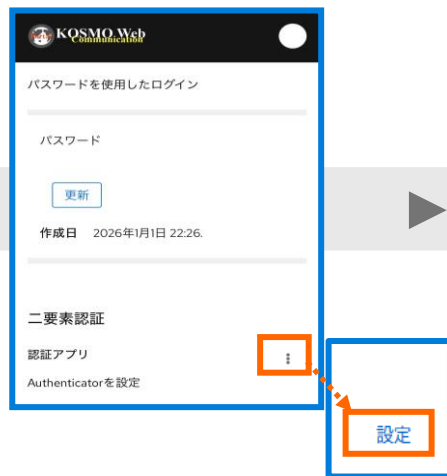 KOSMO Web
Communication
パスワードを使用したログイン
パスワード
更新
作成日 2026年1月1日 22:26.
二要素認証
認証アプリ
Authenticatorを設定
設定